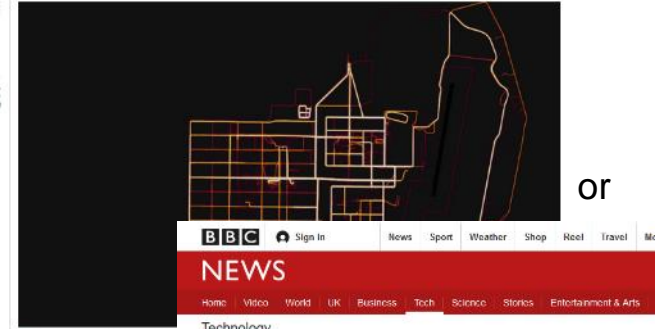 or
BBC Sign In News Sport Weather Shop Reel Travel
NEWS
Home Video World UK Business Tech Science Stories Entertainment & Arts
Technology